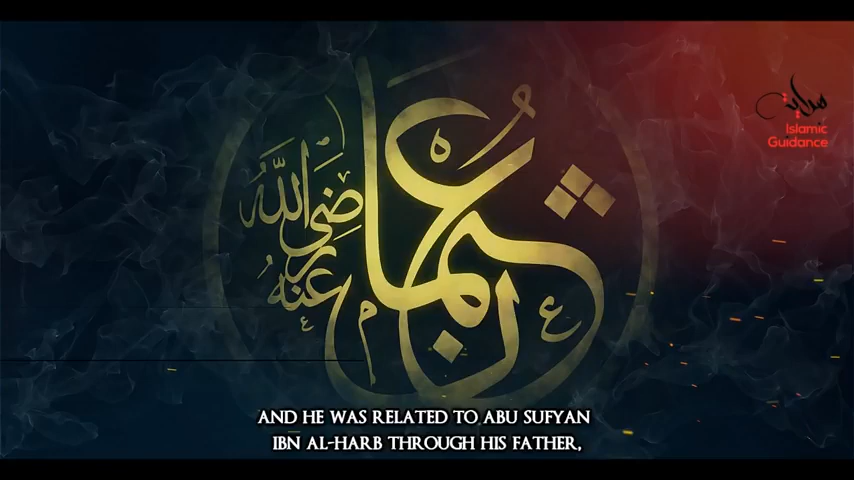 هداية
Islamic
Guidance
عثمان
رضي الله عنه
AND HE WAS RELATED TO ABU SUFYAN
IBN AL-HARB THROUGH HIS FATHER,